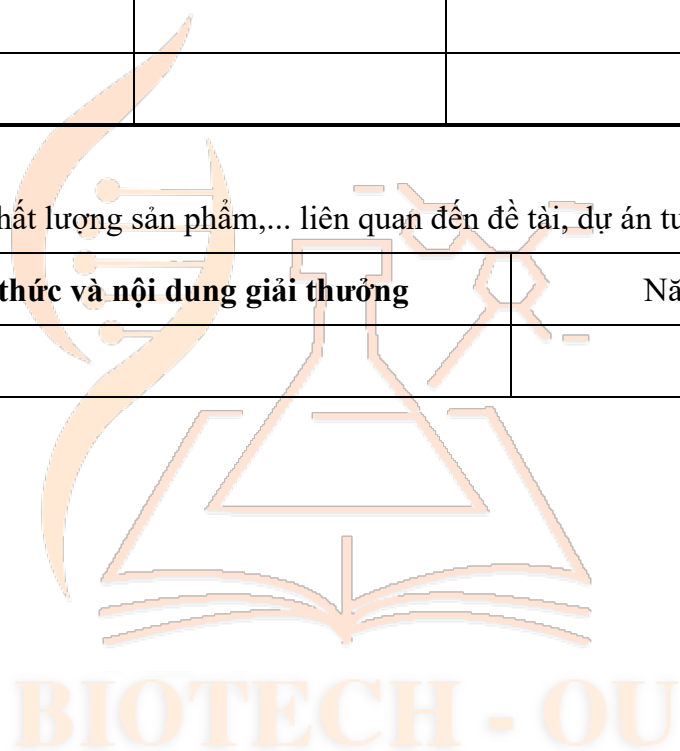 hất lượng sản phẩm,... liên quan đến đề tài, dự án tu
thức và nội dung giải thưởng
Nă
BIOTECH - OU